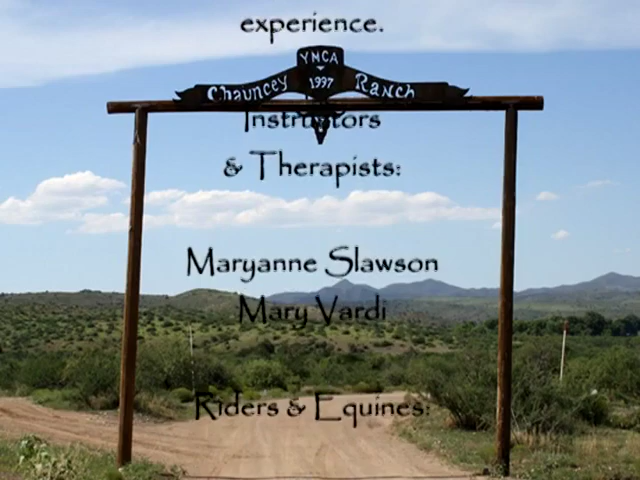 experience.
YMCA
Chauncey 1997 Ranch
Instructors
& Therapists:
Maryanne Slawson
Mary Vardi
Riders & Equines: